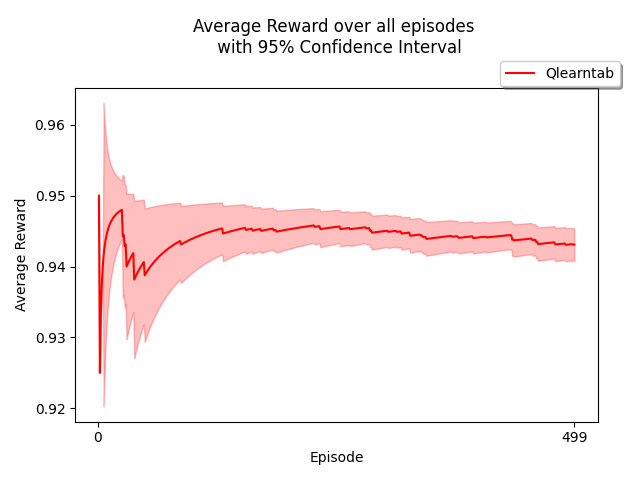 Average Reward over all episodes
with 95% Confidence Interval
Qlearntab
0.96
0.95
0.94
0.93
0.92
Average Reward
0
499
Episode